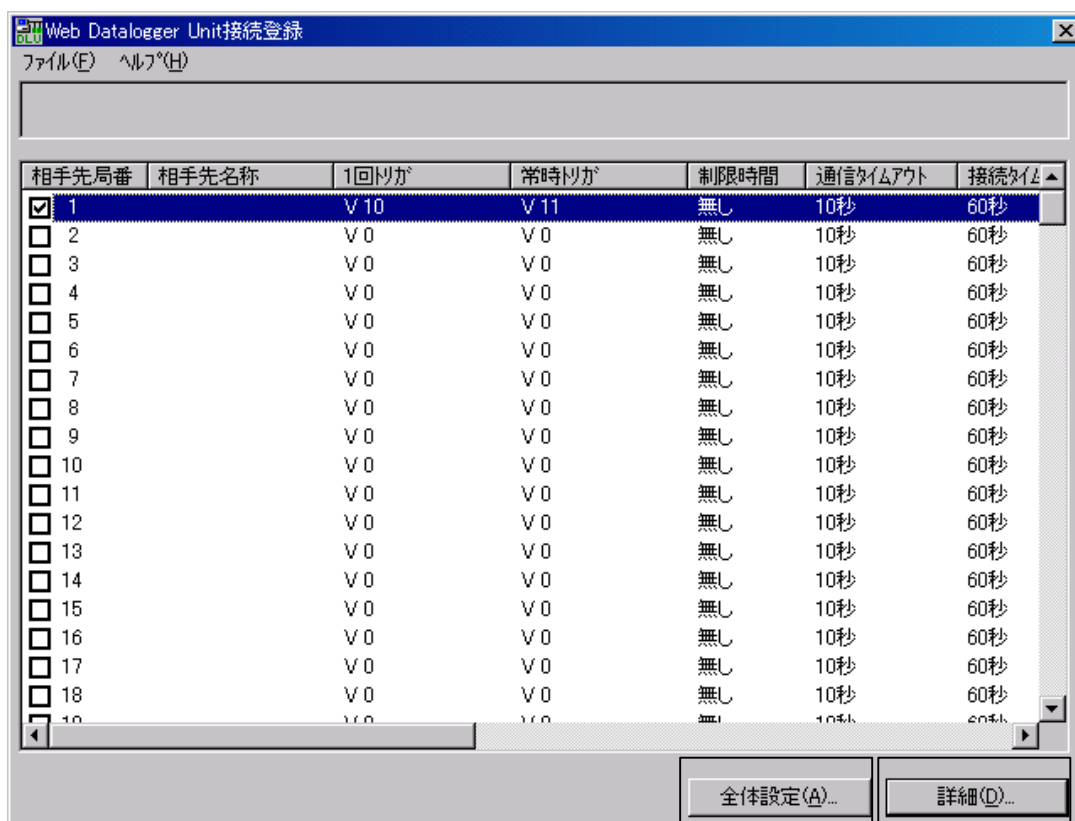 Web Datalogger Unit接続登録
ファイル(F) ヘルプ(H)
相手先局番 相手先名称 1回トリガ 常時トリガ 制限時間 通信タイムアウト 接続タイム
1 V 10 V 11 無し 10秒 60秒
2 V 0 V 0 無し 10秒 60秒
3 V 0 V 0 無し 10秒 60秒
4 V 0 V 0 無し 10秒 60秒
5 V 0 V 0 無し 10秒 60秒
6 V 0 V 0 無し 10秒 60秒
7 V 0 V 0 無し 10秒 60秒
8 V 0 V 0 無し 10秒 60秒
9 V 0 V 0 無し 10秒 60秒
10 V 0 V 0 無し 10秒 60秒
11 V 0 V 0 無し 10秒 60秒
12 V 0 V 0 無し 10秒 60秒
13 V 0 V 0 無し 10秒 60秒
14 V 0 V 0 無し 10秒 60秒
15 V 0 V 0 無し 10秒 60秒
16 V 0 V 0 無し 10秒 60秒
17 V 0 V 0 無し 10秒 60秒
18 V 0 V 0 無し 10秒 60秒
全体設定(A)... 詳細(D)...